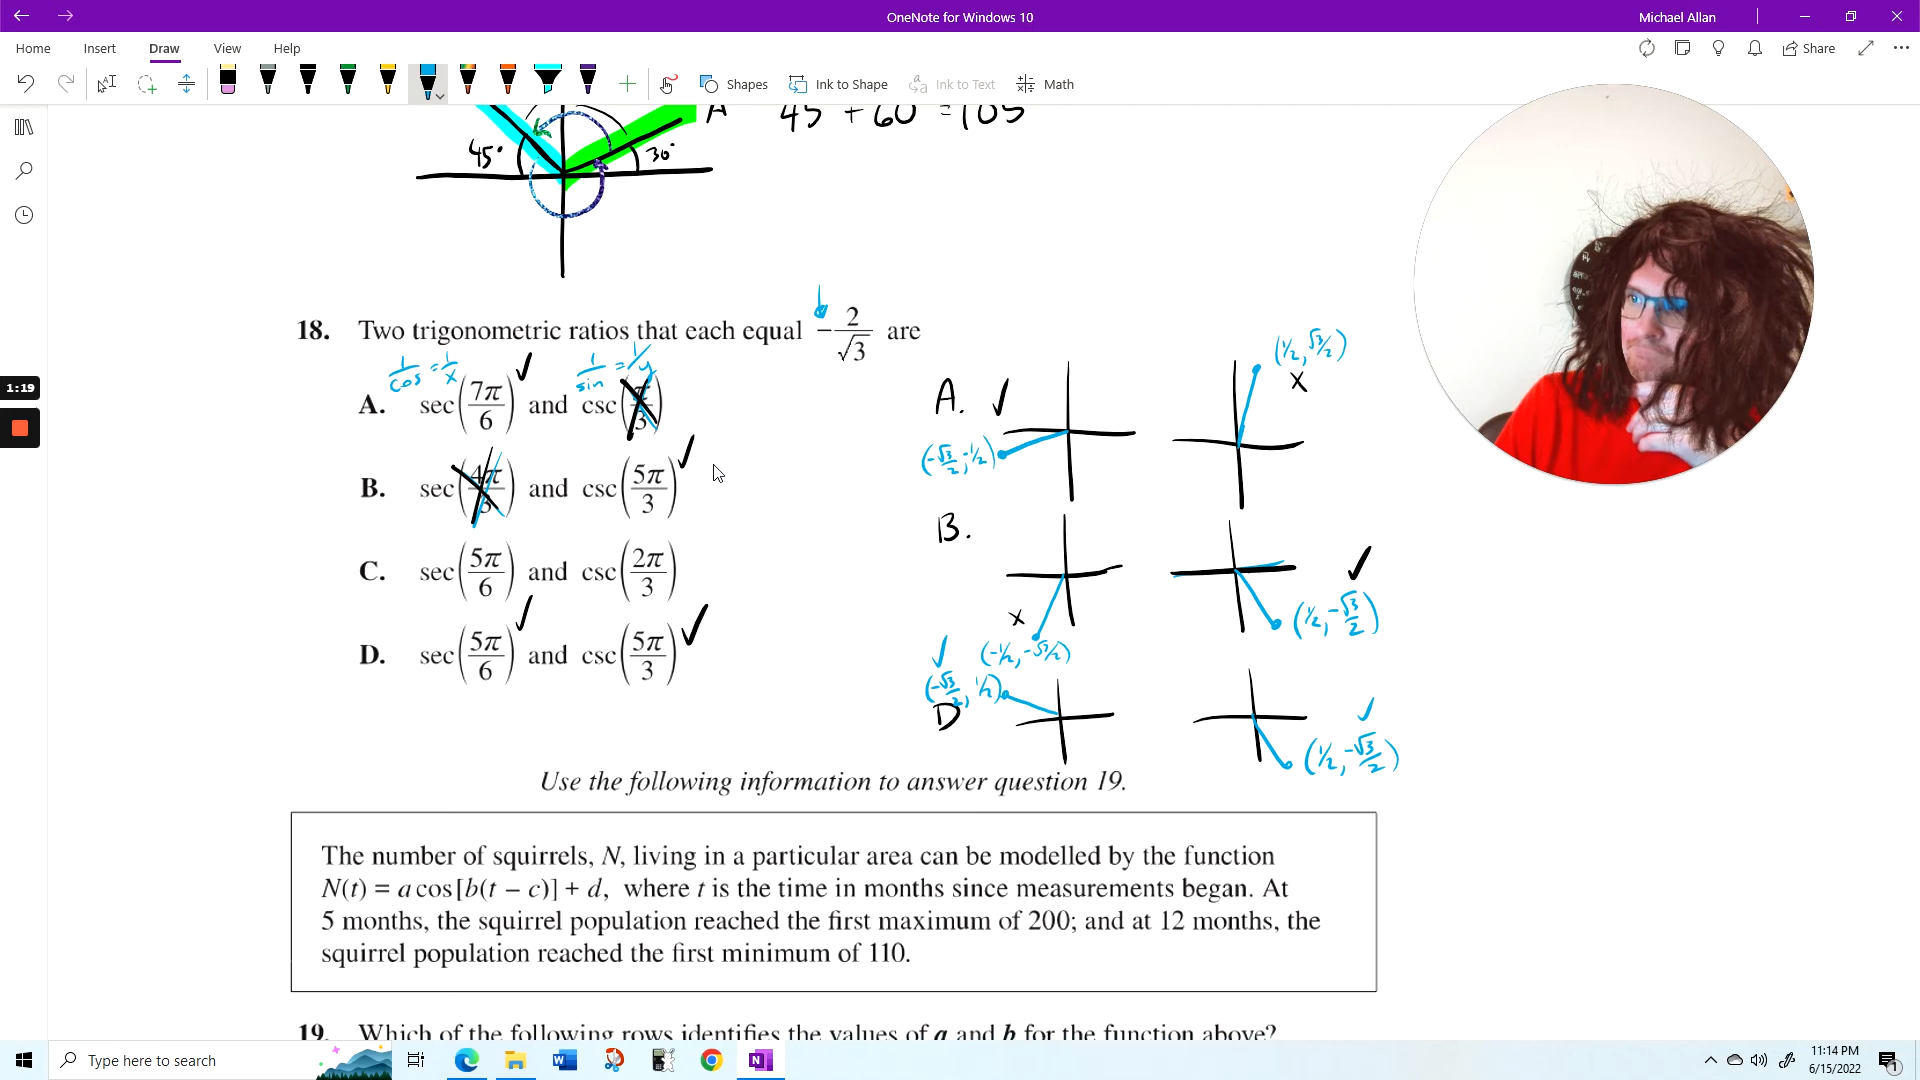 OneNote for Windows 10
Michael Allan
Home Insert Draw View Help
Share
Shapes Ink to Shape Ink to Text Math
A 45 + 60 = 105
45° 30°
18. Two trigonometric ratios that each equal −2/√3 are
1/cos = 1/x 1/sin = 1/y
A. sec(7π/6) and csc(π/3)
B. sec(4π/3) and csc(5π/3)
C. sec(5π/6) and csc(2π/3)
D. sec(5π/6) and csc(5π/3)
A. ✓
(1/2, √3/2)
x
(-√3/2, -1/2)
B.
x
(-1/2, -√3/2)
(1/2, -√3/2)
✓
(-√3/2, 1/2)
D
(1/2, -√3/2)
Use the following information to answer question 19.
The number of squirrels, N, living in a particular area can be modelled by the function
N(t) = a cos[b(t − c)] + d, where t is the time in months since measurements began. At
5 months, the squirrel population reached the first maximum of 200; and at 12 months, the
squirrel population reached the first minimum of 110.
19. Which of the following rows identifies the values of a and b for the function above?
1:19
Type here to search
11:14 PM
6/15/2022
1